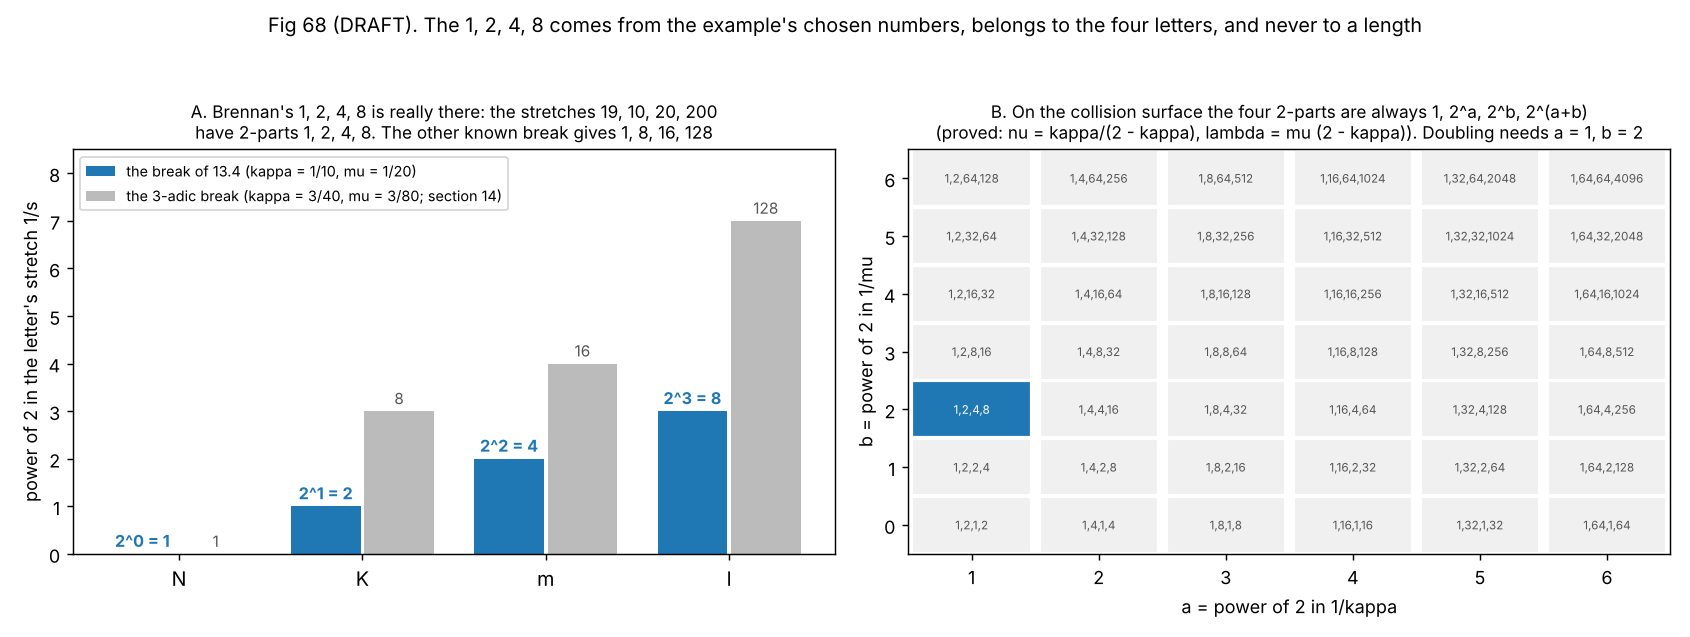 Fig 68 (DRAFT). The 1, 2, 4, 8 comes from the example's chosen numbers, belongs to the four letters, and never to a length
A. Brennan's 1, 2, 4, 8 is really there: the stretches 19, 10, 20, 200
have 2-parts 1, 2, 4, 8. The other known break gives 1, 8, 16, 128
power of 2 in the letter's stretch 1/s
8
7
6
5
4
3
2
1
0
the break of 13.4 (kappa = 1/10, mu = 1/20)
the 3-adic break (kappa = 3/40, mu = 3/80; section 14)
2^0 = 1
1
2^1 = 2
8
2^2 = 4
16
2^3 = 8
128
N
K
m
l
B. On the collision surface the four 2-parts are always 1, 2^a, 2^b, 2^(a+b)
(proved: nu = kappa/(2 - kappa), lambda = mu (2 - kappa)). Doubling needs a = 1, b = 2
b = power of 2 in 1/mu
6 1,2,64,128 1,4,64,256 1,8,64,512 1,16,64,1024 1,32,64,2048 1,64,64,4096
5 1,2,32,64 1,4,32,128 1,8,32,256 1,16,32,512 1,32,32,1024 1,64,32,2048
4 1,2,16,32 1,4,16,64 1,8,16,128 1,16,16,256 1,32,16,512 1,64,16,1024
3 1,2,8,16 1,4,8,32 1,8,8,64 1,16,8,128 1,32,8,256 1,64,8,512
2 1,2,4,8 1,4,4,16 1,8,4,32 1,16,4,64 1,32,4,128 1,64,4,256
1 1,2,2,4 1,4,2,8 1,8,2,16 1,16,2,32 1,32,2,64 1,64,2,128
0 1,2,1,2 1,4,1,4 1,8,1,8 1,16,1,16 1,32,1,32 1,64,1,64
1 2 3 4 5 6
a = power of 2 in 1/kappa